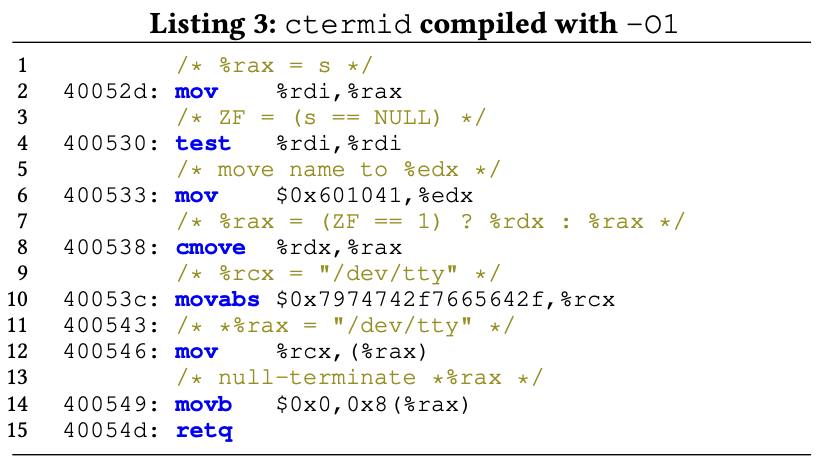 Listing 3: ctermid compiled with -O1
1 /* %rax = s */
2 40052d: mov %rdi,%rax
3 /* ZF = (s == NULL) */
4 400530: test %rdi,%rdi
5 /* move name to %edx */
6 400533: mov $0x601041,%edx
7 /* %rax = (ZF == 1) ? %rdx : %rax */
8 400538: cmove %rdx,%rax
9 /* %rcx = "/dev/tty" */
10 40053c: movabs $0x7974742f7665642f,%rcx
11 400543: /* *%rax = "/dev/tty" */
12 400546: mov %rcx,(%rax)
13 /* null-terminate *%rax */
14 400549: movb $0x0,0x8(%rax)
15 40054d: retq